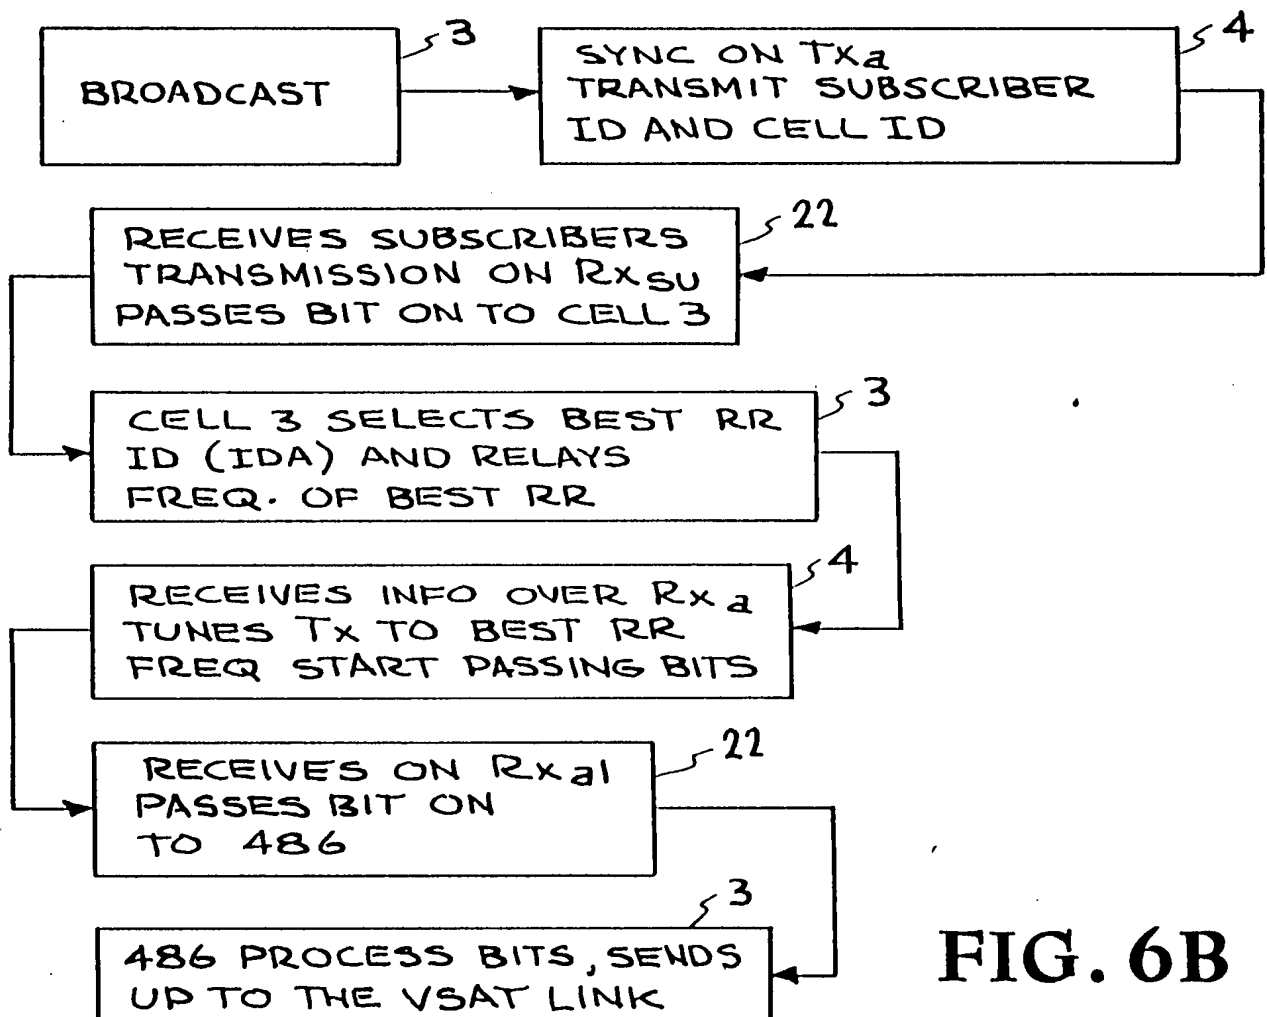 3
BROADCAST
4
SYNC ON Txa
TRANSMIT SUBSCRIBER
ID AND CELL ID
22
RECEIVES SUBSCRIBERS
TRANSMISSION ON RxSU
PASSES BIT ON TO CELL 3
3
CELL 3 SELECTS BEST RR
ID (IDA) AND RELAYS
FREQ. OF BEST RR
4
RECEIVES INFO OVER Rxa
TUNES Tx TO BEST RR
FREQ START PASSING BITS
22
RECEIVES ON Rxal
PASSES BIT ON
TO 486
3
486 PROCESS BITS, SENDS
UP TO THE VSAT LINK
FIG. 6B